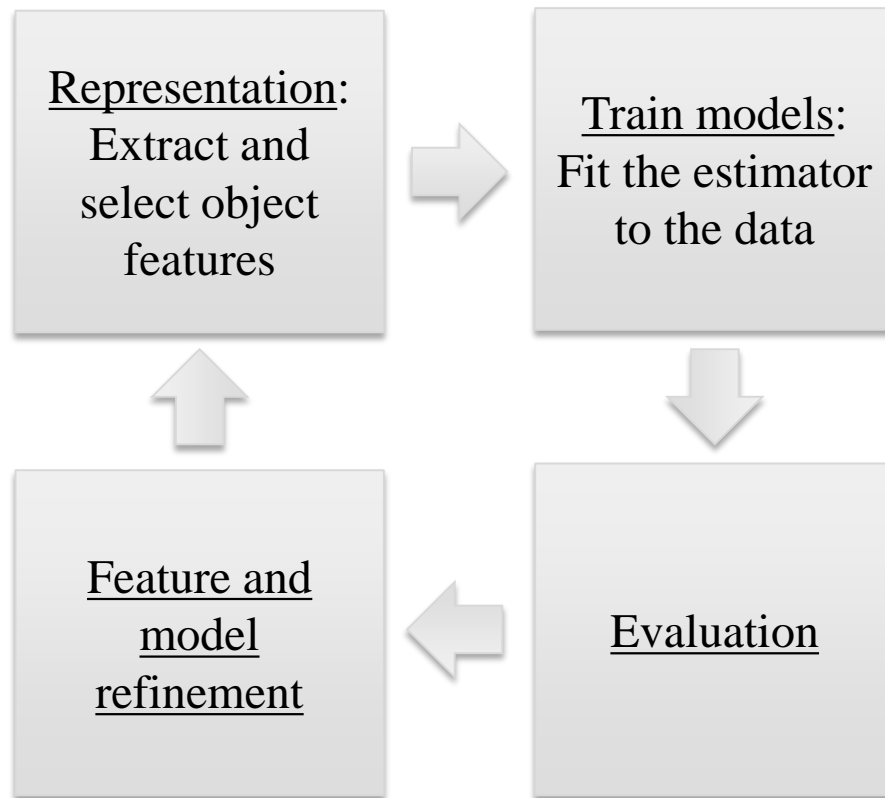 Representation:
Extract and
select object
features
Train models:
Fit the estimator
to the data
Feature and
model
refinement
Evaluation